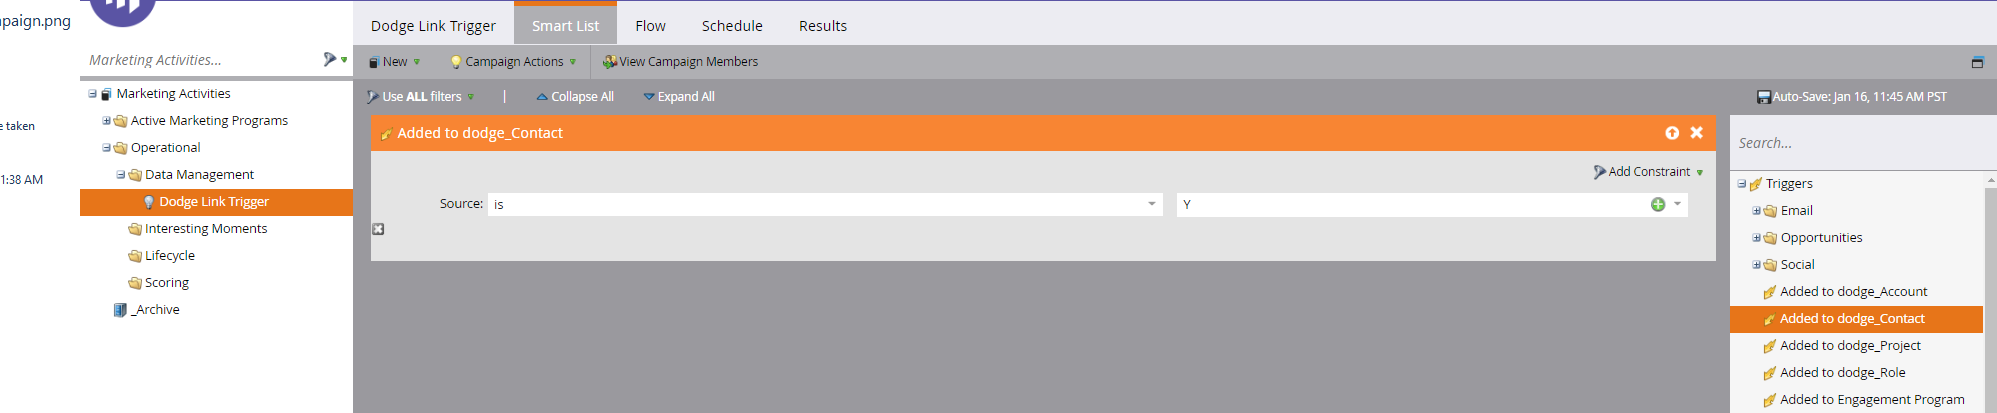 paign.png
e taken
1:38 AM
Marketing Activities...
Marketing Activities
Active Marketing Programs
Operational
Data Management
Dodge Link Trigger
Interesting Moments
Lifecycle
Scoring
_Archive
Dodge Link Trigger Smart List Flow Schedule Results
New Campaign Actions View Campaign Members
Use ALL filters | Collapse All Expand All Auto-Save: Jan 16, 11:45 AM PST
Added to dodge_Contact
Add Constraint
Source: is Y
Search...
Triggers
Email
Opportunities
Social
Added to dodge_Account
Added to dodge_Contact
Added to dodge_Project
Added to dodge_Role
Added to Engagement Program